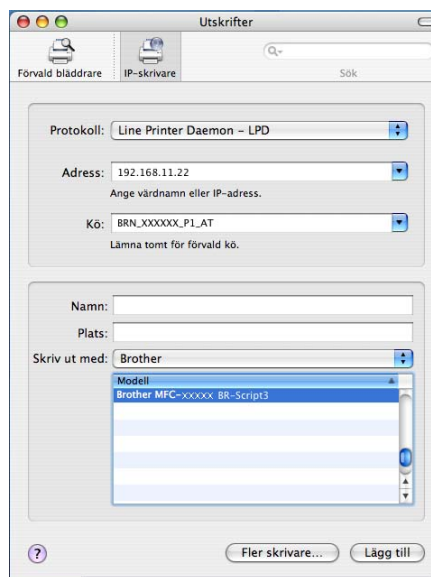 Utskrifter
Förvald bläddrare
IP-skrivare
Sök
Protokoll: Line Printer Daemon – LPD
Adress: 192.168.11.22
Ange värdnamn eller IP-adress.
Kö: BRN_XXXXXX_P1_AT
Lämna tomt för förvald kö.
Namn:
Plats:
Skriv ut med: Brother
Modell
Brother MFC-xxxxx BR-Script3
?
Fler skrivare...
Lägg till